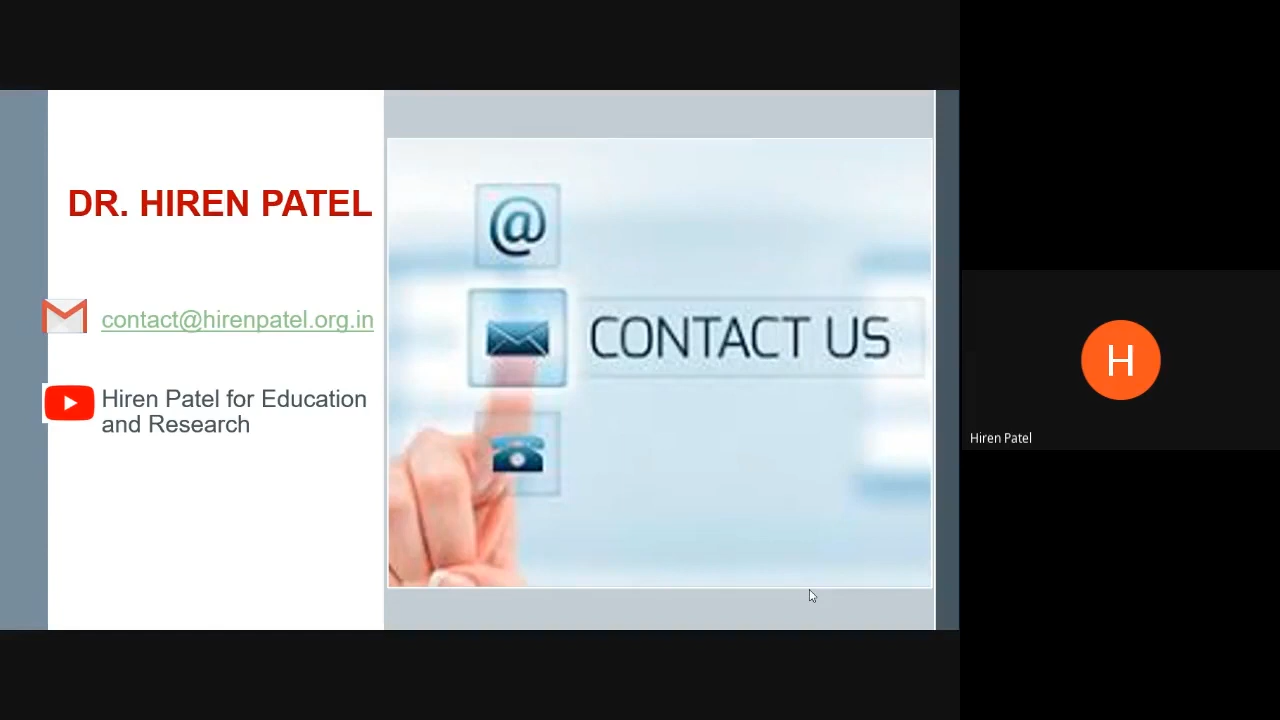 DR. HIREN PATEL
contact@hirenpatel.org.in
Hiren Patel for Education
and Research
@
CONTACT US
H
Hiren Patel